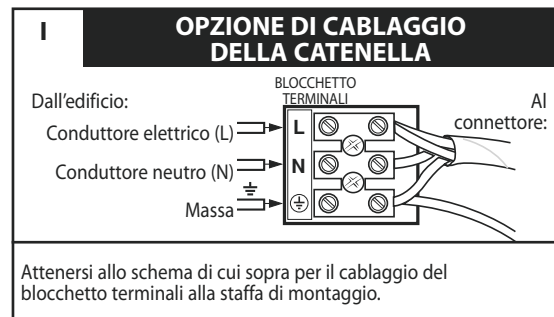 I
OPZIONE DI CABLAGGIO
DELLA CATENELLA
BLOCCHETTO
TERMINALI
Dall'edificio:
Al
connettore:
Conduttore elettrico (L)
L
Conduttore neutro (N)
N
Massa
Attenersi allo schema di cui sopra per il cablaggio del
blocchetto terminali alla staffa di montaggio.